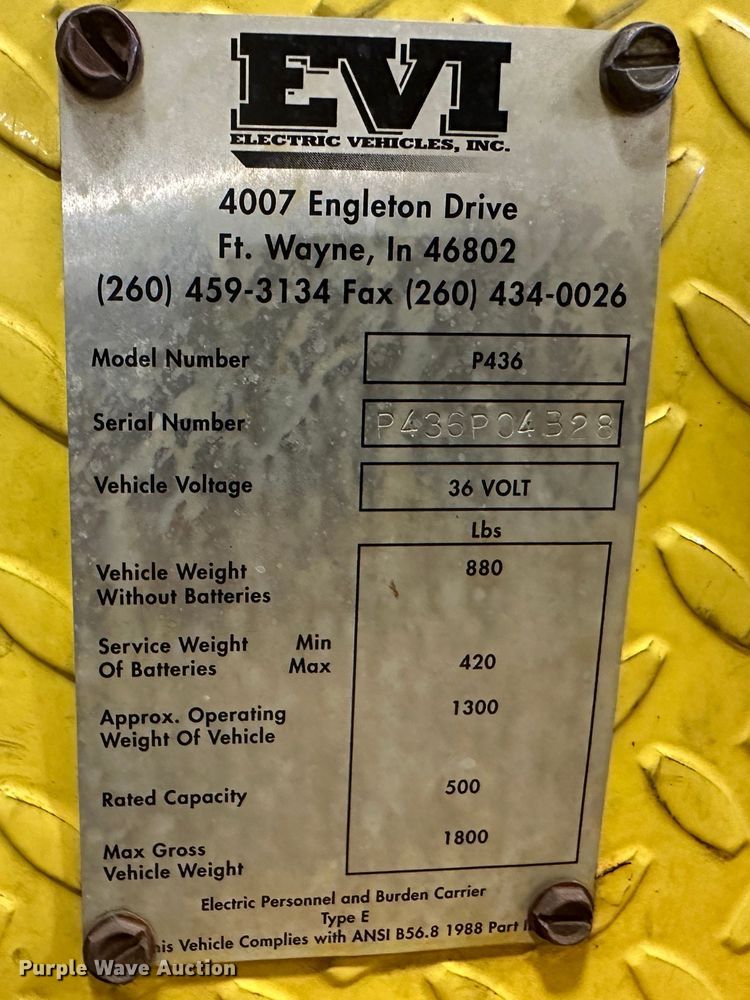 EVI
ELECTRIC VEHICLES, INC.
4007 Engleton Drive
Ft. Wayne, In 46802
(260) 459-3134 Fax (260) 434-0026
Model Number P436
Serial Number P436P04328
Vehicle Voltage 36 VOLT
Lbs
Vehicle Weight 880
Without Batteries
Service Weight Min
Of Batteries Max 420
Approx. Operating 1300
Weight Of Vehicle
Rated Capacity 500
Max Gross 1800
Vehicle Weight
Electric Personnel and Burden Carrier
Type E
Vehicle Complies with ANSI B56.8 1988 Part
Purple Wave Auction